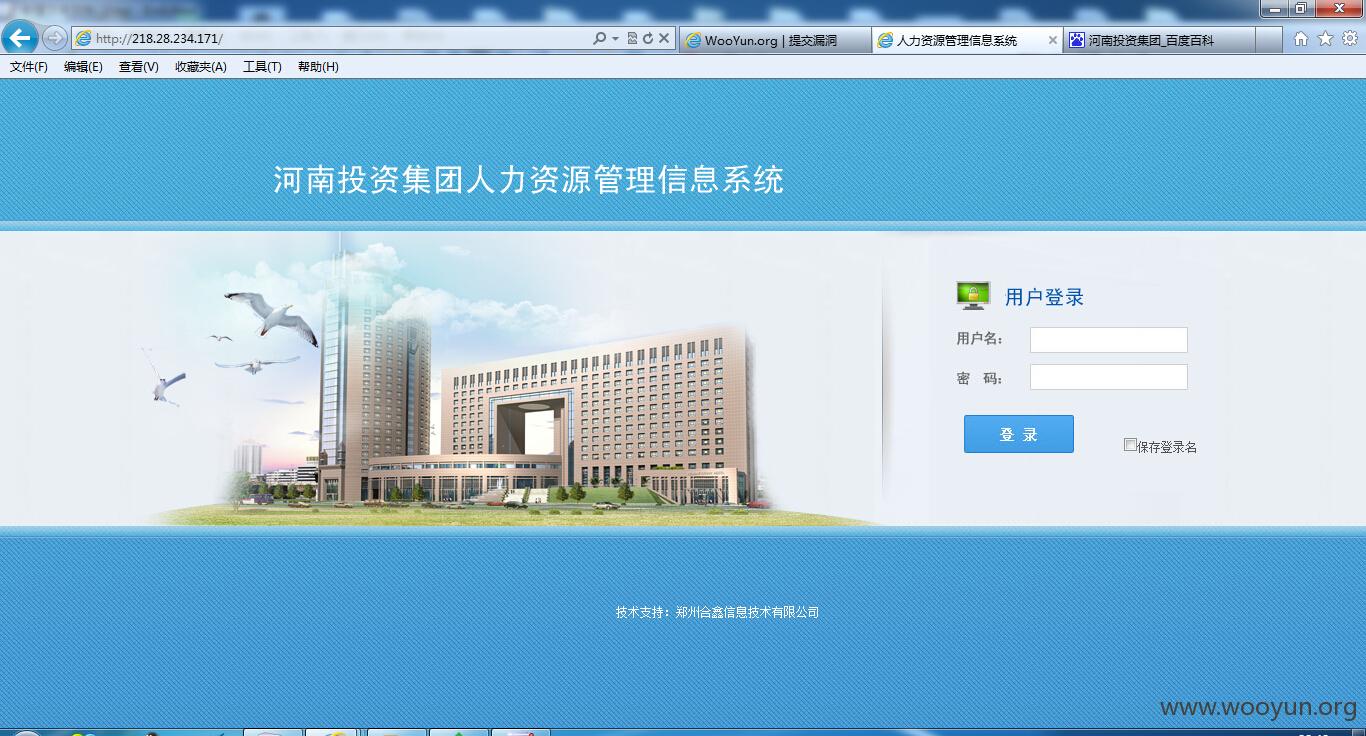 http://218.28.234.171/
WooYun.org | 提交漏洞
人力资源管理信息系统
河南投资集团_百度百科
文件(F) 编辑(E) 查看(V) 收藏夹(A) 工具(T) 帮助(H)
河南投资集团人力资源管理信息系统
用户登录
用户名：
密 码：
登 录
保存登录名
技术支持：郑州合鑫信息技术有限公司
www.wooyun.org